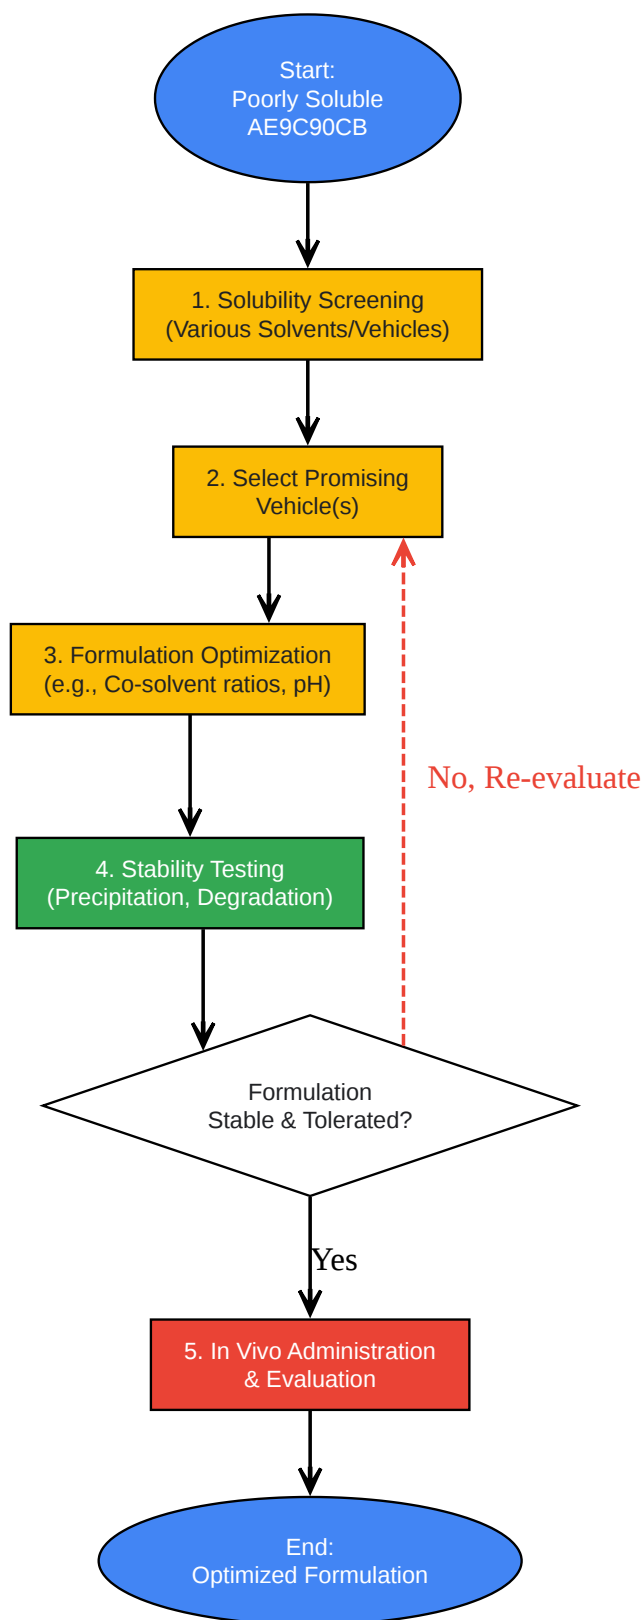 Start:
Poorly Soluble
AE9C90CB
1. Solubility Screening
(Various Solvents/Vehicles)
2. Select Promising
Vehicle(s)
3. Formulation Optimization
(e.g., Co-solvent ratios, pH)
No, Re-evaluate
4. Stability Testing
(Precipitation, Degradation)
Formulation
Stable & Tolerated?
Yes
5. In Vivo Administration
& Evaluation
End:
Optimized Formulation